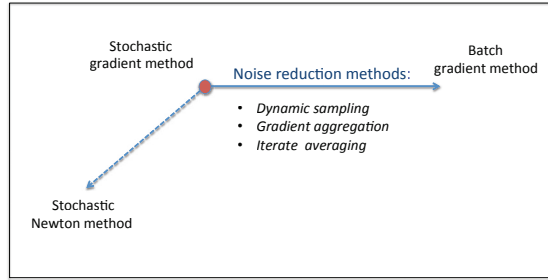 Stochastic
gradient method
Batch
gradient method
Noise reduction methods:
• Dynamic sampling
• Gradient aggregation
• Iterate averaging
Stochastic
Newton method